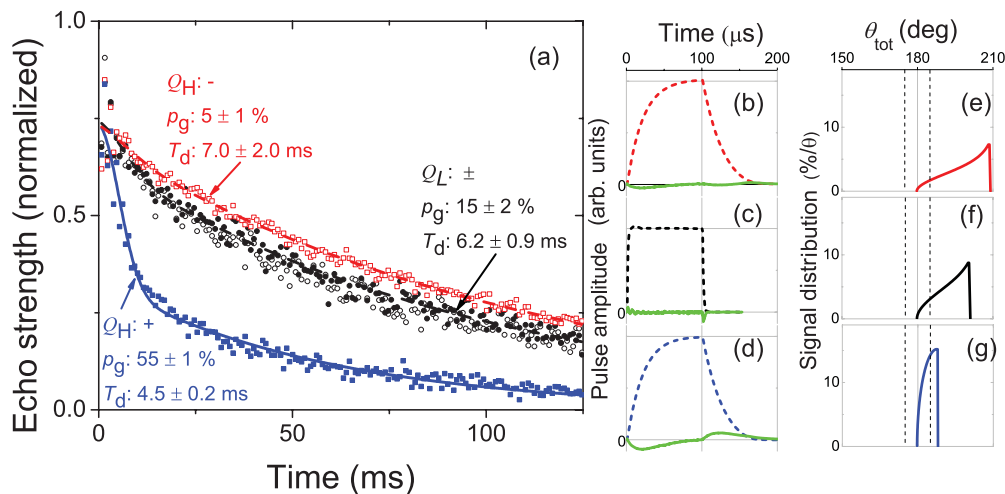 (a)
Echo strength (normalized)
1.0
0.5
0.0
0
50
100
Time (ms)
Q_H: -
p_g: 5 ± 1 %
T_d: 7.0 ± 2.0 ms
Q_L: ±
p_g: 15 ± 2 %
T_d: 6.2 ± 0.9 ms
Q_H: +
p_g: 55 ± 1 %
T_d: 4.5 ± 0.2 ms
Time (μs)
0
100
200
Pulse amplitude (arb. units)
(b)
0
(c)
0
(d)
0
θ_tot (deg)
150
180
210
Signal distribution (%/θ)
(e)
10
0
(f)
10
0
(g)
10
0